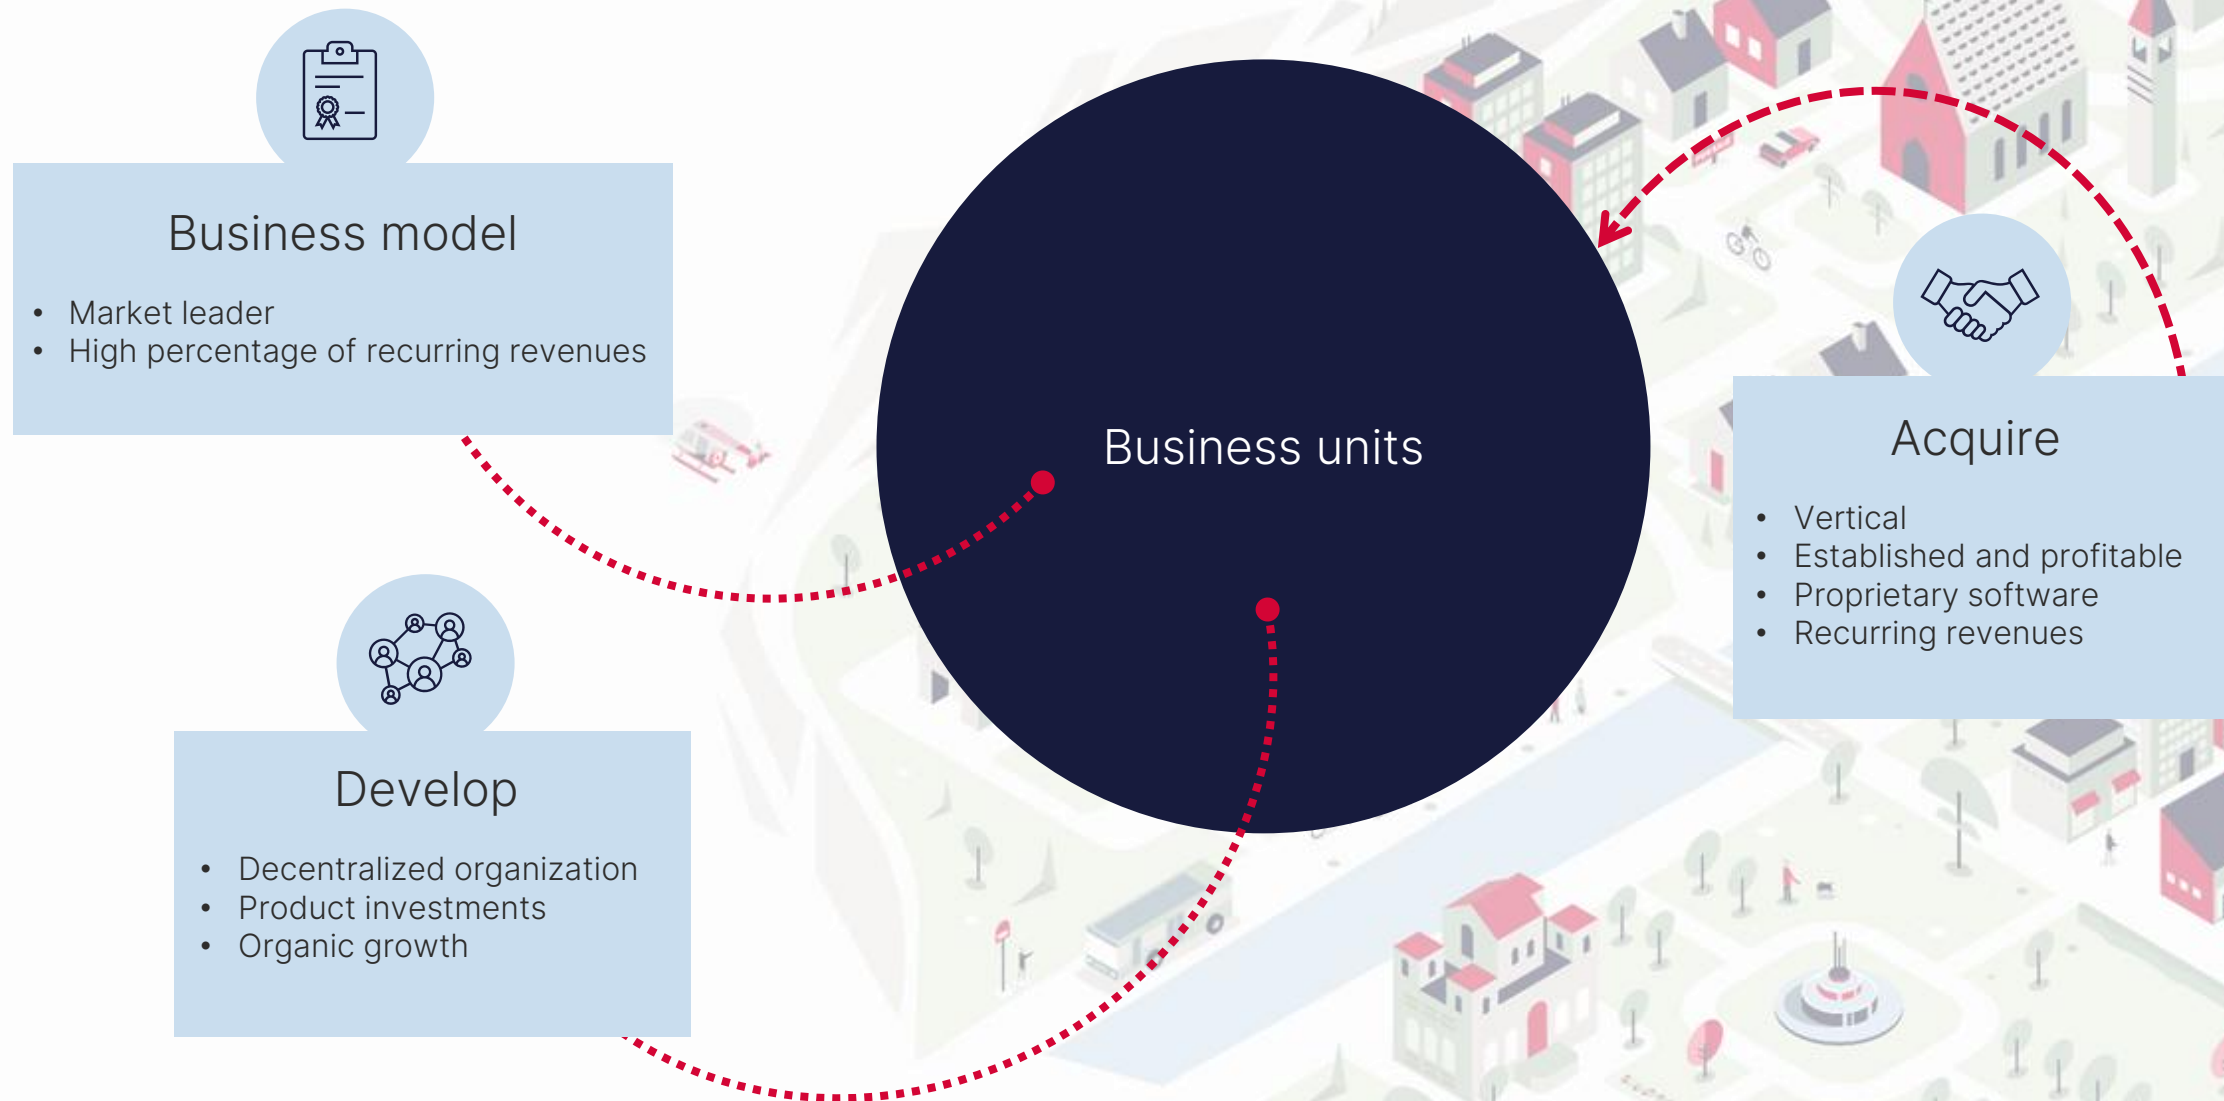 Business model
• Market leader
• High percentage of recurring revenues
Business units
Acquire
• Vertical
• Established and profitable
• Proprietary software
• Recurring revenues
Develop
• Decentralized organization
• Product investments
• Organic growth